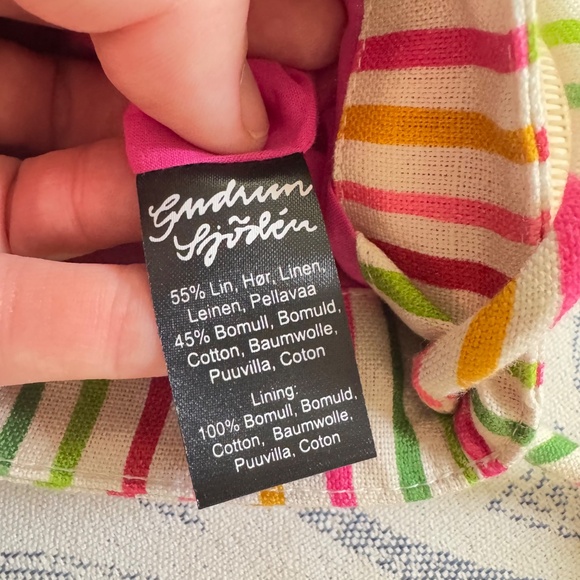 Gudrun
Sjödén
55% Lin, Hør, Linen,
Leinen, Pellavaa
45% Bomull, Bomuld,
Cotton, Baumwolle,
Puuvilla, Coton
Lining:
100% Bomull, Bomuld,
Cotton, Baumwolle,
Puuvilla, Coton